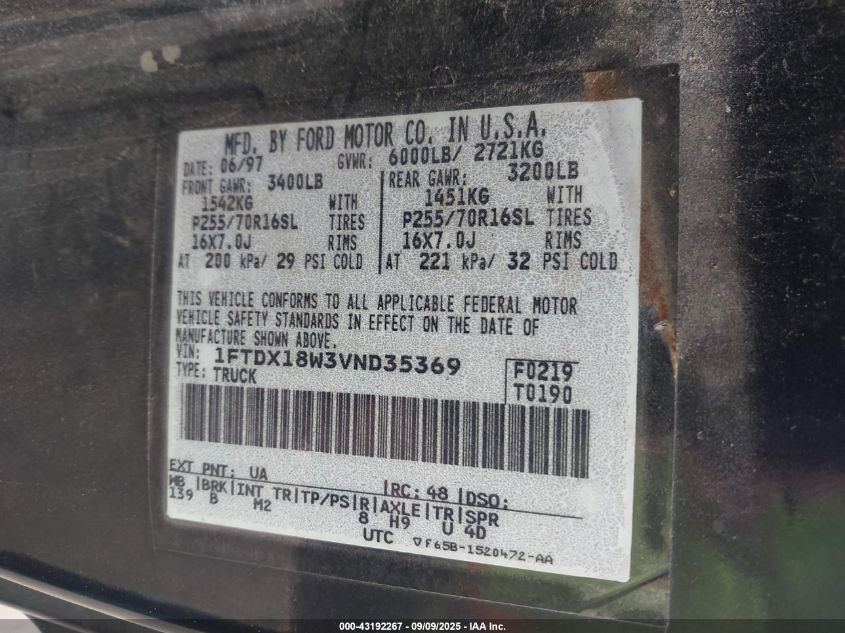 MFD. BY FORD MOTOR CO. IN U.S.A.
DATE: 06/97 GVWR: 6000LB/ 2721KG
FRONT GAWR: 3400LB REAR GAWR: 3200LB
1542KG WITH 1451KG WITH
P255/70R16SL TIRES P255/70R16SL TIRES
16X7.0J RIMS 16X7.0J RIMS
AT 200 kPa/ 29 PSI COLD AT 221 kPa/ 32 PSI COLD
THIS VEHICLE CONFORMS TO ALL APPLICABLE FEDERAL MOTOR
VEHICLE SAFETY STANDARDS IN EFFECT ON THE DATE OF
MANUFACTURE SHOWN ABOVE.
VIN: 1FTDX18W3VND35369 F0219
TYPE: TRUCK T0190
EXT PNT: UA RC: 48 DSO:
WB BRK INT TR TP/PS R AXLE TR SPR
139 B M2 8 H9 U 4D
UTC ▽F65B-1520472-AA
000-43192267 - 09/09/2025 - IAA Inc.